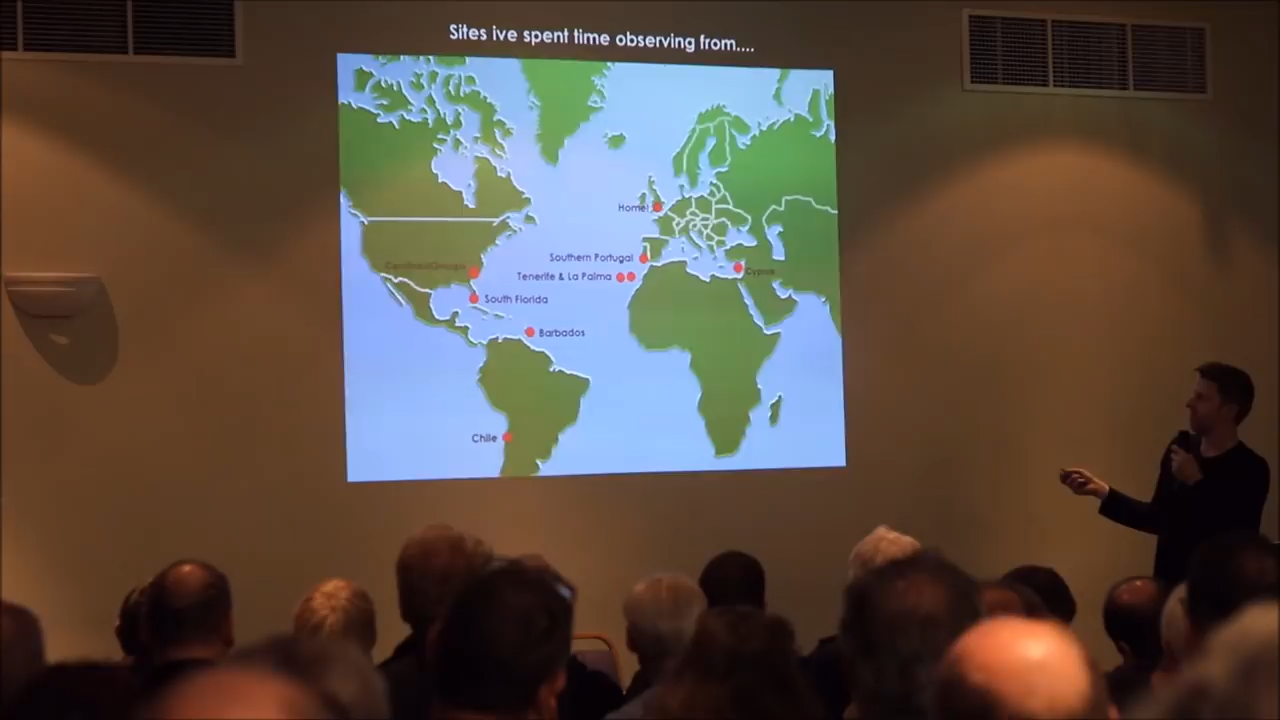 Sites ive spent time observing from....
Home!
Southern Portugal
Tenerife & La Palma
Cyprus
South Florida
Barbados
Chile